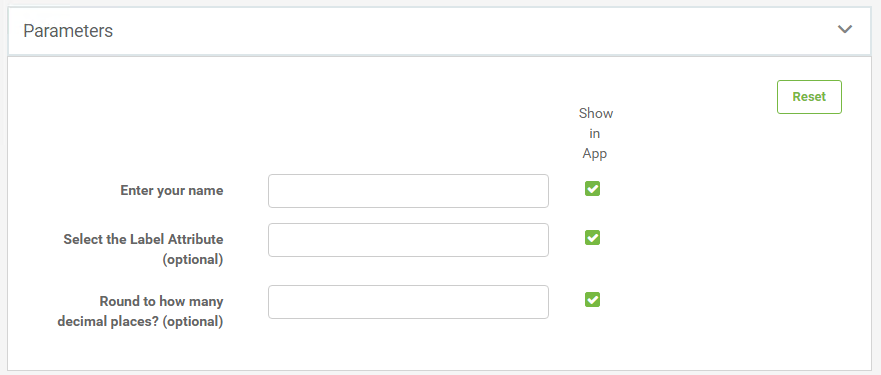 Parameters
Reset
Show
in
App
Enter your name
Select the Label Attribute
(optional)
Round to how many
decimal places? (optional)